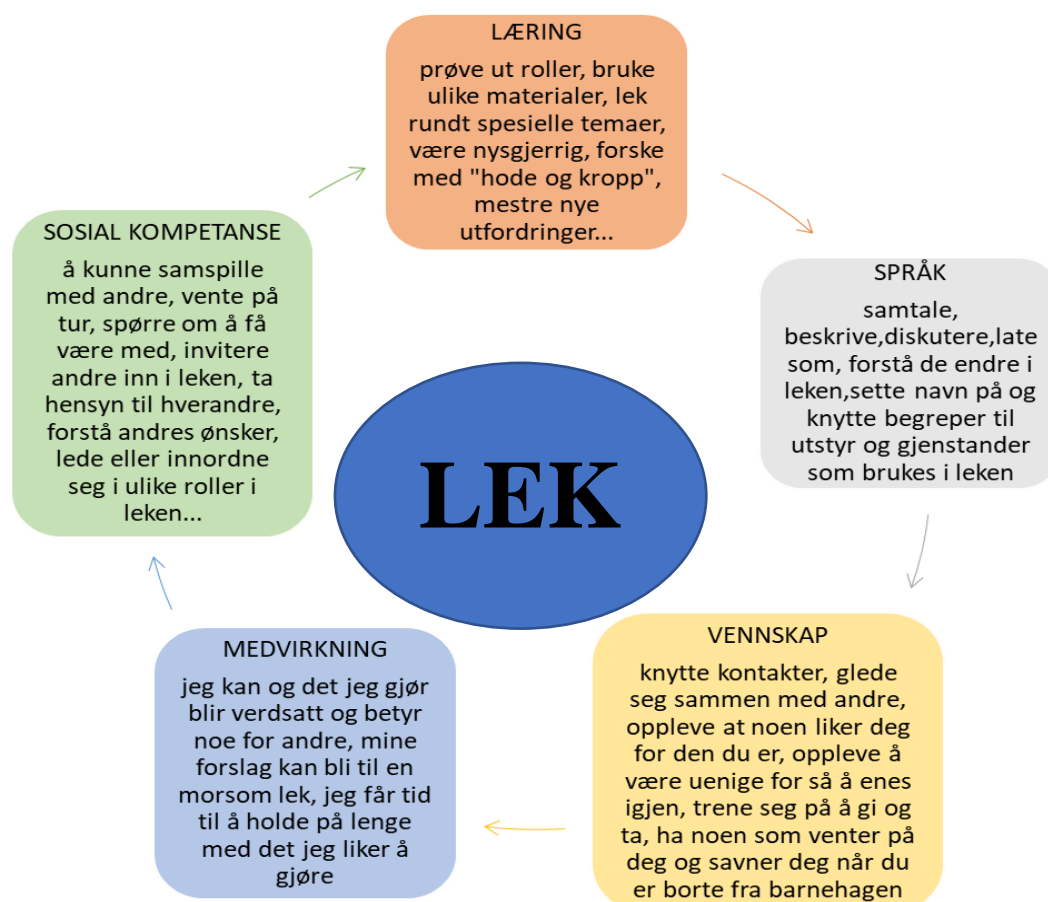 LÆRING
prøve ut roller, bruke
ulike materialer, lek
rundt spesielle temaer,
være nysgjerrig, forske
med "hode og kropp",
mestre nye
utfordringer...
SPRÅK
samtale,
beskrive,diskutere,late
som, forstå de endre i
leken,sette navn på og
knytte begreper til
utstyr og gjenstander
som brukes i leken
VENNSKAP
knytte kontakter, glede
seg sammen med andre,
oppleve at noen liker deg
for den du er, oppleve å
være uenige for så å enes
igjen, trene seg på å gi og
ta, ha noen som venter på
deg og savner deg når du
er borte fra barnehagen
MEDVIRKNING
jeg kan og det jeg gjør
blir verdsatt og betyr
noe for andre, mine
forslag kan bli til en
morsom lek, jeg får tid
til å holde på lenge
med det jeg liker å
gjøre
SOSIAL KOMPETANSE
å kunne samspille
med andre, vente på
tur, spørre om å få
være med, invitere
andre inn i leken, ta
hensyn til hverandre,
forstå andres ønsker,
lede eller innordne
seg i ulike roller i
leken...
LEK